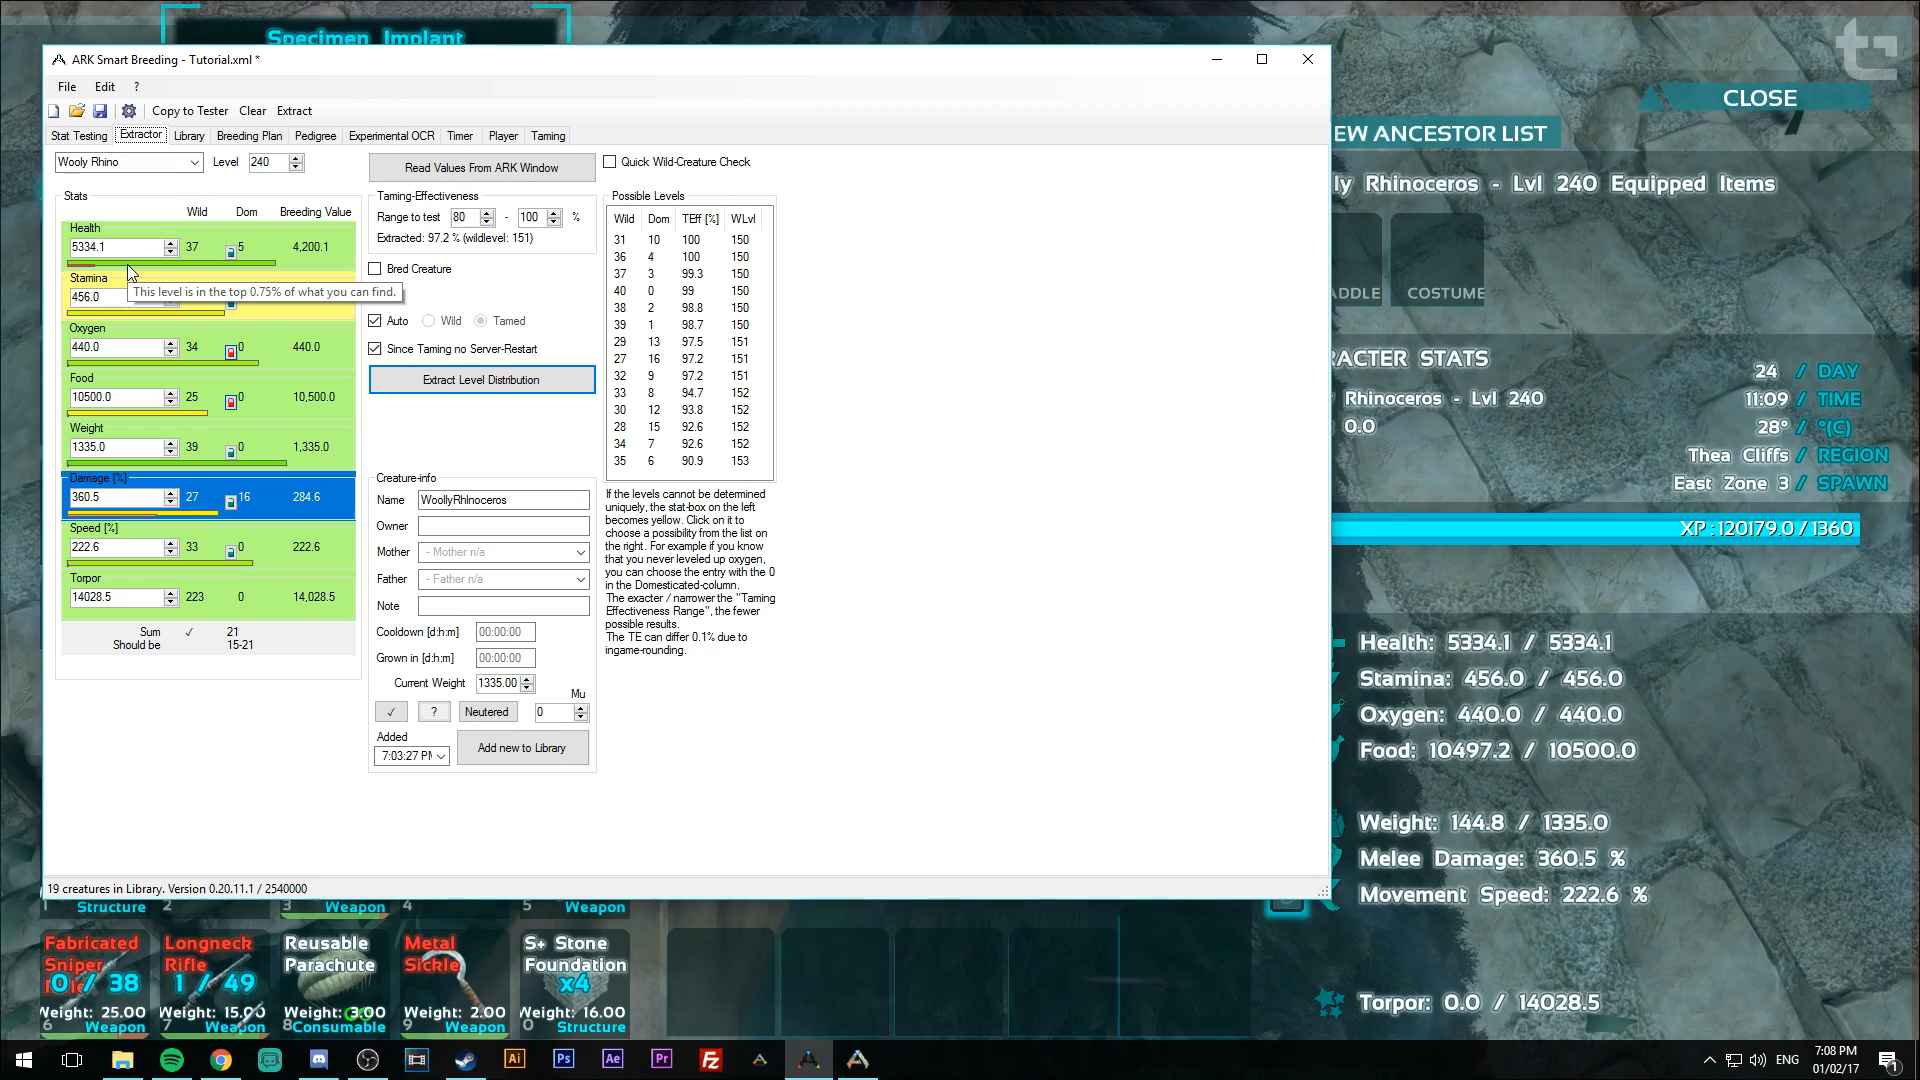 Specimen Implant
ARK Smart Breeding - Tutorial.xml *
File Edit ?
Copy to Tester Clear Extract
Stat Testing Extractor Library Breeding Plan Pedigree Experimental OCR Timer Player Taming
Wooly Rhino Level 240
Read Values From ARK Window
Quick Wild-Creature Check
Stats
Wild Dom Breeding Value
Health
5334.1 37 5 4,200.1
Stamina
456.0
This level is in the top 0.75% of what you can find.
Oxygen
440.0 34 0 440.0
Food
10500.0 25 0 10,500.0
Weight
1335.0 39 0 1,335.0
Damage [%]
360.5 27 16 284.6
Speed [%]
222.6 33 0 222.6
Torpor
14028.5 223 0 14,028.5
Sum ✓ 21
Should be 15-21
Taming-Effectiveness
Range to test 80 - 100 %
Extracted: 97.2 % (wildlevel: 151)
Bred Creature
Auto Wild Tamed
Since Taming no Server-Restart
Extract Level Distribution
Creature-info
Name WoollyRhInoceros
Owner
Mother - Mother n/a
Father - Father n/a
Note
Cooldown [d:h:m] 00:00:00
Grown in [d:h:m] 00:00:00
Current Weight 1335.00
Mu
✓ ? Neutered 0
Added
7:03:27 PM
Add new to Library
Possible Levels
Wild Dom TEff [%] WLvl
31 10 100 150
36 4 100 150
37 3 99.3 150
40 0 99 150
38 2 98.8 150
39 1 98.7 150
29 13 97.5 151
27 16 97.2 151
32 9 97.2 151
33 8 94.7 152
30 12 93.8 152
28 15 92.6 152
34 7 92.6 152
35 6 90.9 153
If the levels cannot be determined
uniquely, the stat-box on the left
becomes yellow. Click on it to
choose a possibility from the list on
the right. For example if you know
that you never leveled up oxygen,
you can choose the entry with the 0
in the Domesticated-column.
The exacter / narrower the "Taming
Effectiveness Range", the fewer
possible results.
The TE can differ 0.1% due to
ingame-rounding.
19 creatures in Library. Version 0.20.11.1 / 2540000
CLOSE
EW ANCESTOR LIST
ly Rhinoceros - Lvl 240 Equipped Items
ADDLE COSTUME
RACTER STATS
Rhinoceros - Lvl 240
0.0
24 / DAY
11:09 / TIME
28° / °(C)
Thea Cliffs / REGION
East Zone 3 / SPAWN
XP : 120179.0 / 1360
Health: 5334.1 / 5334.1
Stamina: 456.0 / 456.0
Oxygen: 440.0 / 440.0
Food: 10497.2 / 10500.0
Weight: 144.8 / 1335.0
Melee Damage: 360.5 %
Movement Speed: 222.6 %
Torpor: 0.0 / 14028.5
1 Structure 2 3 Weapon 4 5 Weapon
Fabricated Sniper
0 / 38
Weight: 25.00
6 Weapon
Longneck Rifle
1 / 49
Weight: 15.00
7 Weapon
Reusable Parachute
Weight: 3.00
8 Consumable
Metal Sickle
Weight: 2.00
9 Weapon
S+ Stone Foundation
x4
Weight: 16.00
0 Structure
Ai Ps Ae Pr Fz
ENG
7:08 PM
01/02/17
1